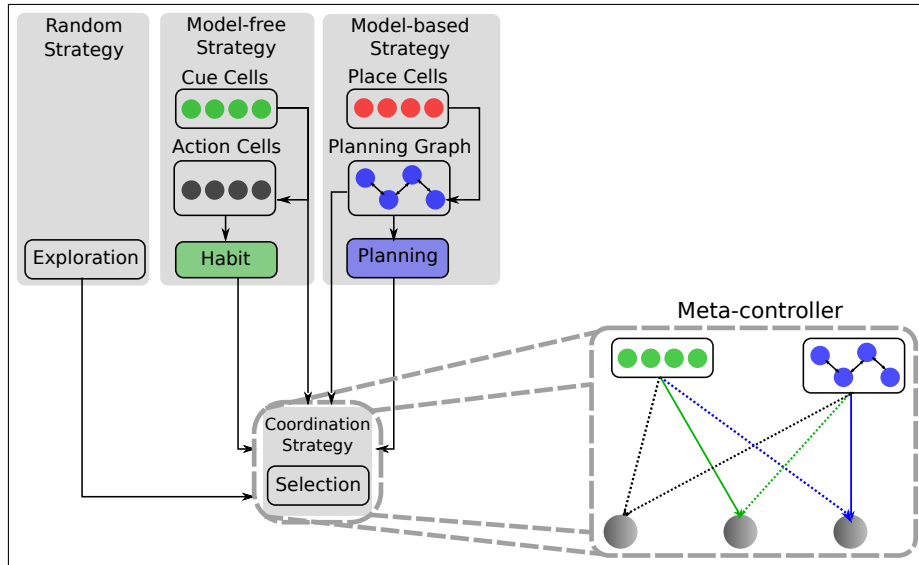 Random
Strategy
Model-free
Strategy
Model-based
Strategy
Cue Cells
Place Cells
Action Cells
Planning Graph
Exploration
Habit
Planning
Meta-controller
Coordination
Strategy
Selection